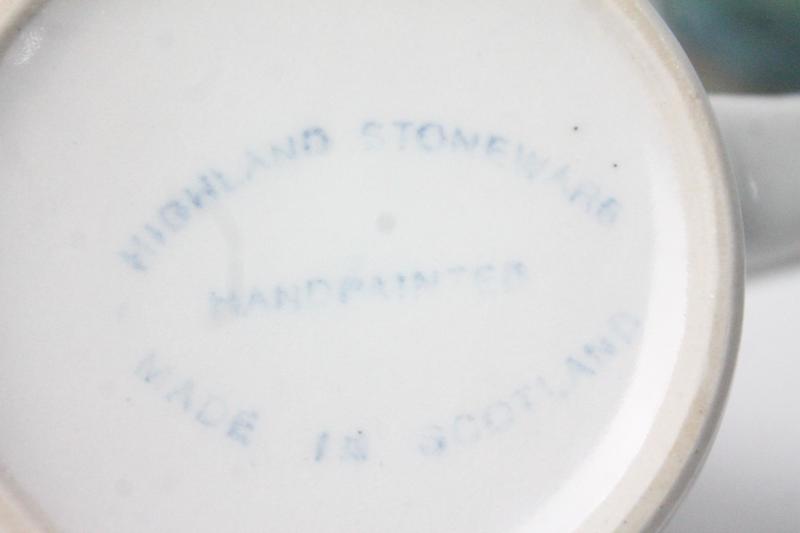 HIGHLAND STONEWARE
HANDPAINTED
MADE IN SCOTLAND